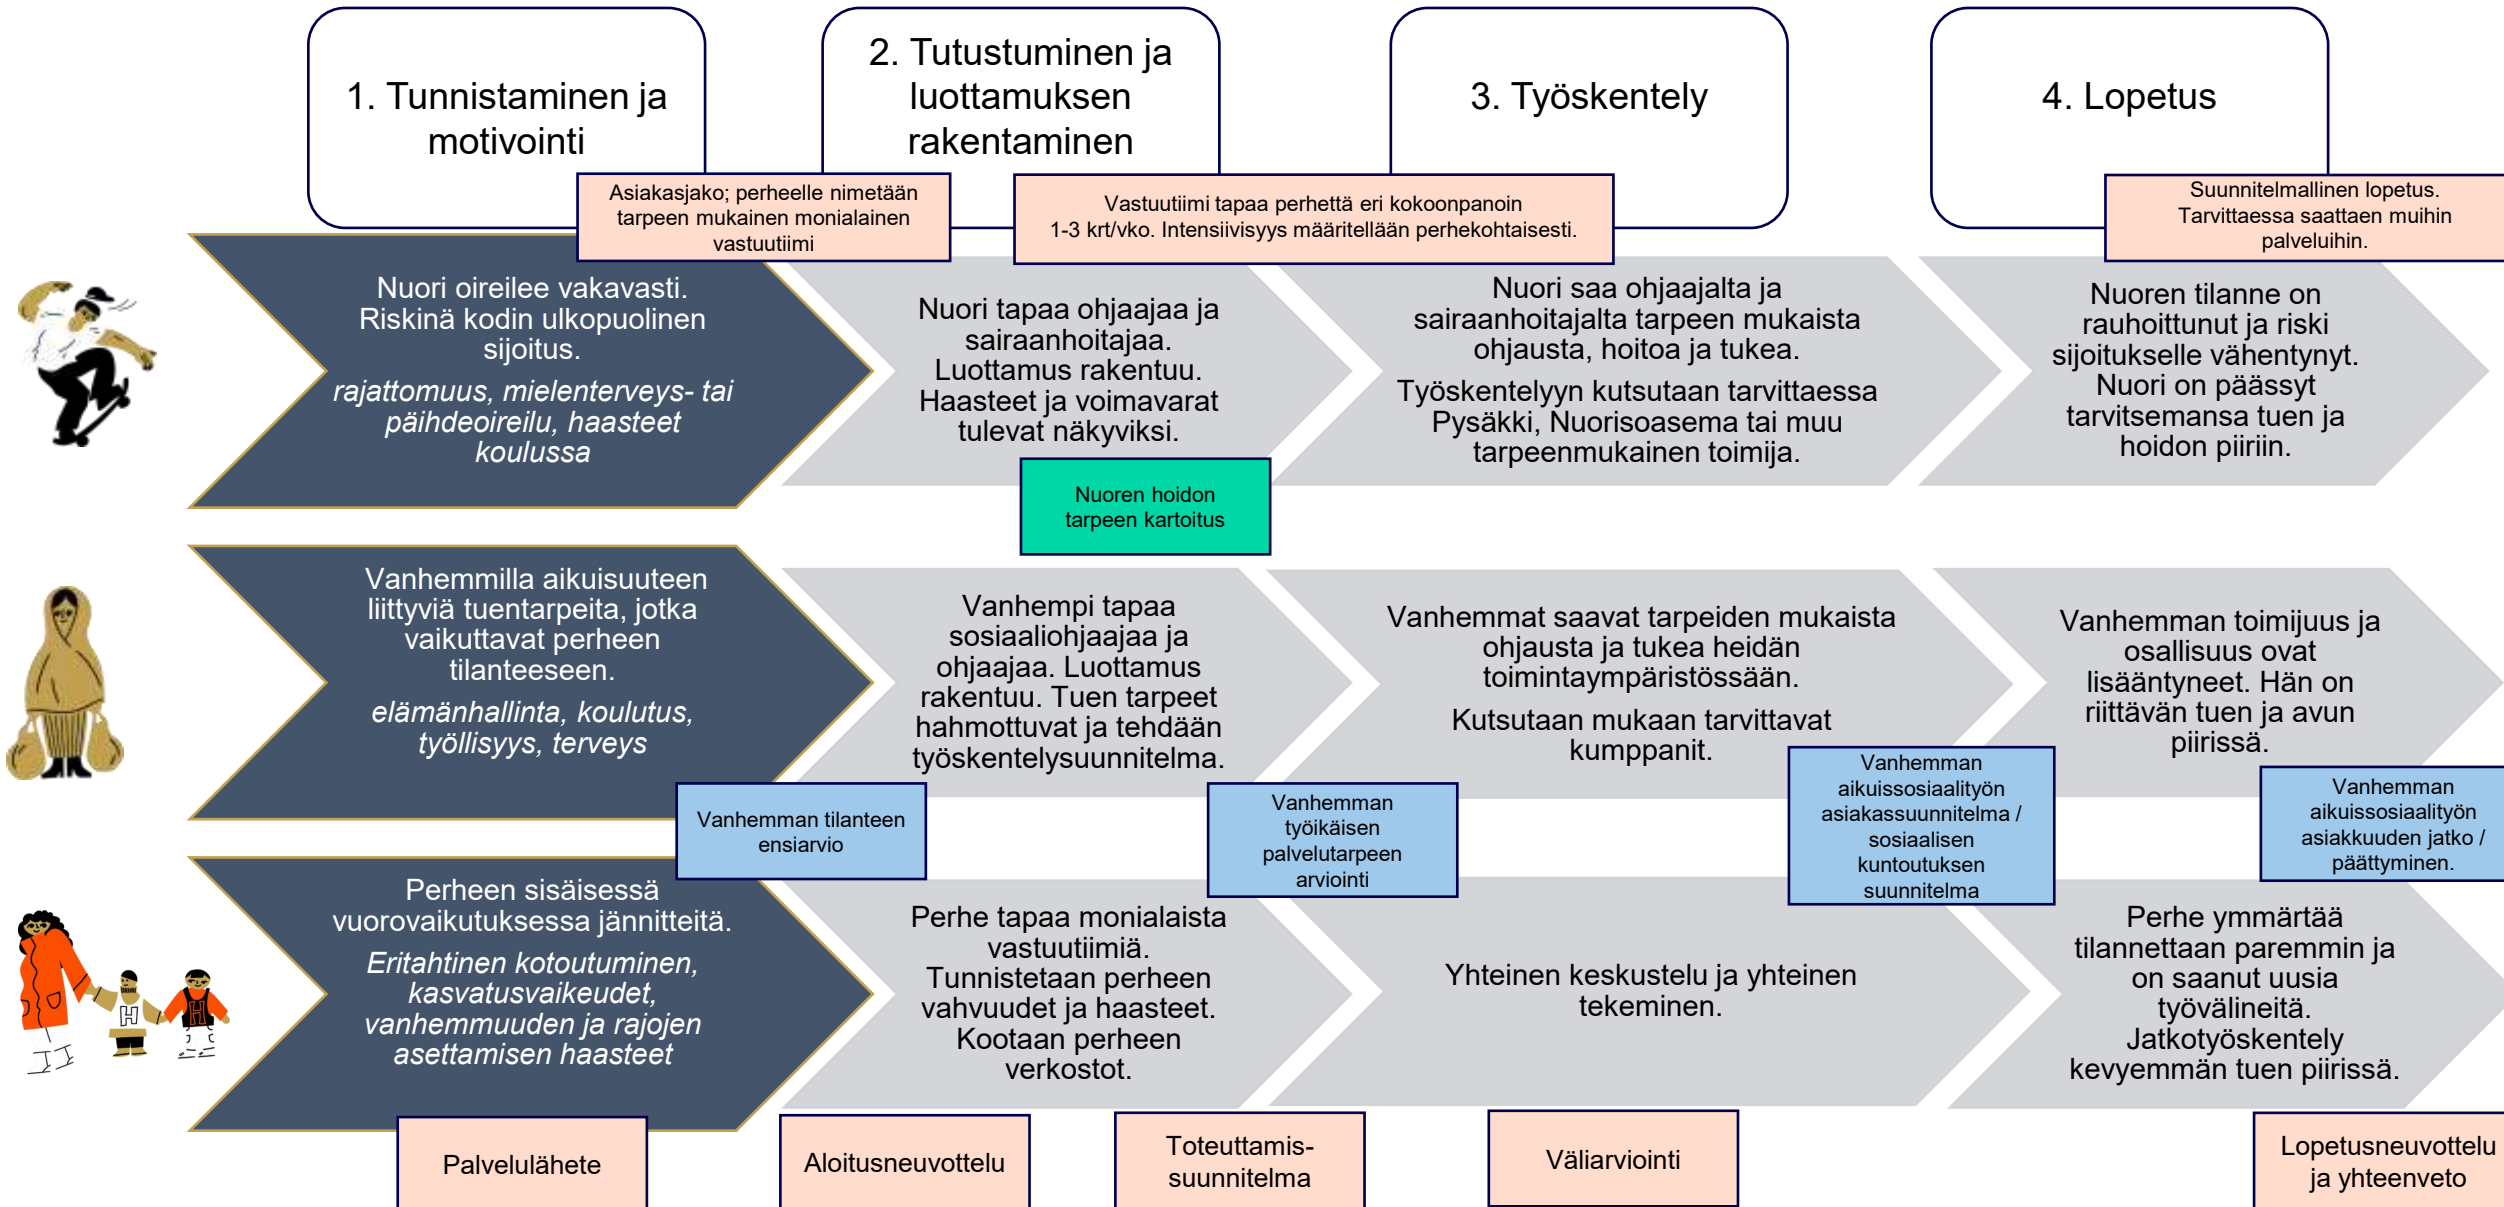 1. Tunnistaminen ja
motivointi
2. Tutustuminen ja
luottamuksen
rakentaminen
3. Työskentely
4. Lopetus
Asiakasjako; perheelle nimetään
tarpeen mukainen monialainen
vastuutiimi
Vastuutiimi tapaa perhettä eri kokoonpanoin
1-3 krt/vko. Intensiivisyys määritellään perhekohtaisesti.
Suunnitelmallinen lopetus.
Tarvittaessa saattaen muihin
palveluihin.
Nuori oireilee vakavasti.
Riskinä kodin ulkopuolinen
sijoitus.
rajattomuus, mielenterveys- tai
päihdeoireilu, haasteet
koulussa
Nuori tapaa ohjaajaa ja
sairaanhoitajaa.
Luottamus rakentuu.
Haasteet ja voimavarat
tulevat näkyviksi.
Nuori saa ohjaajalta ja
sairaanhoitajalta tarpeen mukaista
ohjausta, hoitoa ja tukea.
Työskentelyyn kutsutaan tarvittaessa
Pysäkki, Nuorisoasema tai muu
tarpeenmukainen toimija.
Nuoren tilanne on
rauhoittunut ja riski
sijoitukselle vähentynyt.
Nuori on päässyt
tarvitsemansa tuen ja
hoidon piiriin.
Nuoren hoidon
tarpeen kartoitus
Vanhemmilla aikuisuuteen
liittyviä tuentarpeita, jotka
vaikuttavat perheen
tilanteeseen.
elämänhallinta, koulutus,
työllisyys, terveys
Vanhempi tapaa
sosiaaliohjaajaa ja
ohjaajaa. Luottamus
rakentuu. Tuen tarpeet
hahmottuvat ja tehdään
työskentelysuunnitelma.
Vanhemmat saavat tarpeiden mukaista
ohjausta ja tukea heidän
toimintaympäristössään.
Kutsutaan mukaan tarvittavat
kumppanit.
Vanhemman toimijuus ja
osallisuus ovat
lisääntyneet. Hän on
riittävän tuen ja avun
piirissä.
Vanhemman tilanteen
ensiarvio
Vanhemman
työikäisen
palvelutarpeen
arviointi
Vanhemman
aikuissosiaalityön
asiakassuunnitelma /
sosiaalisen
kuntoutuksen
suunnitelma
Vanhemman
aikuissosiaalityön
asiakkuuden jatko /
päättyminen.
Perheen sisäisessä
vuorovaikutuksessa jännitteitä.
Eritahtinen kotoutuminen,
kasvatusvaikeudet,
vanhemmuuden ja rajojen
asettamisen haasteet
Perhe tapaa monialaista
vastuutiimiä.
Tunnistetaan perheen
vahvuudet ja haasteet.
Kootaan perheen
verkostot.
Yhteinen keskustelu ja yhteinen
tekeminen.
Perhe ymmärtää
tilannettaan paremmin ja
on saanut uusia
työvälineitä.
Jatkotyöskentely
kevyemmän tuen piirissä.
H
H
Palvelulähete
Aloitusneuvottelu
Toteuttamis-
suunnitelma
Väliarviointi
Lopetusneuvottelu
ja yhteenveto